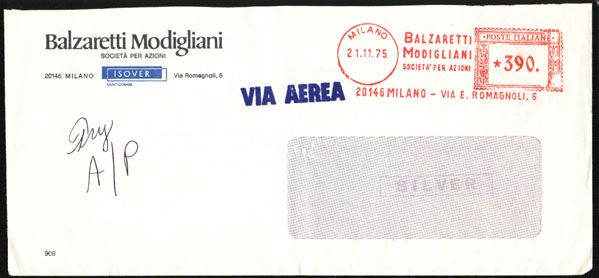 Balzaretti Modigliani
SOCIETÀ PER AZIONI
20146 MILANO ISOVER Via Romagnoli, 6
SAINT-GOBAIN
MILANO
21.11.75
BALZARETTI
MODIGLIANI
SOCIETA' PER AZIONI
• POSTE ITALIANE •
*390.
20146 MILANO – VIA E. ROMAGNOLI, 6
VIA AEREA
A/P
SILVER
908